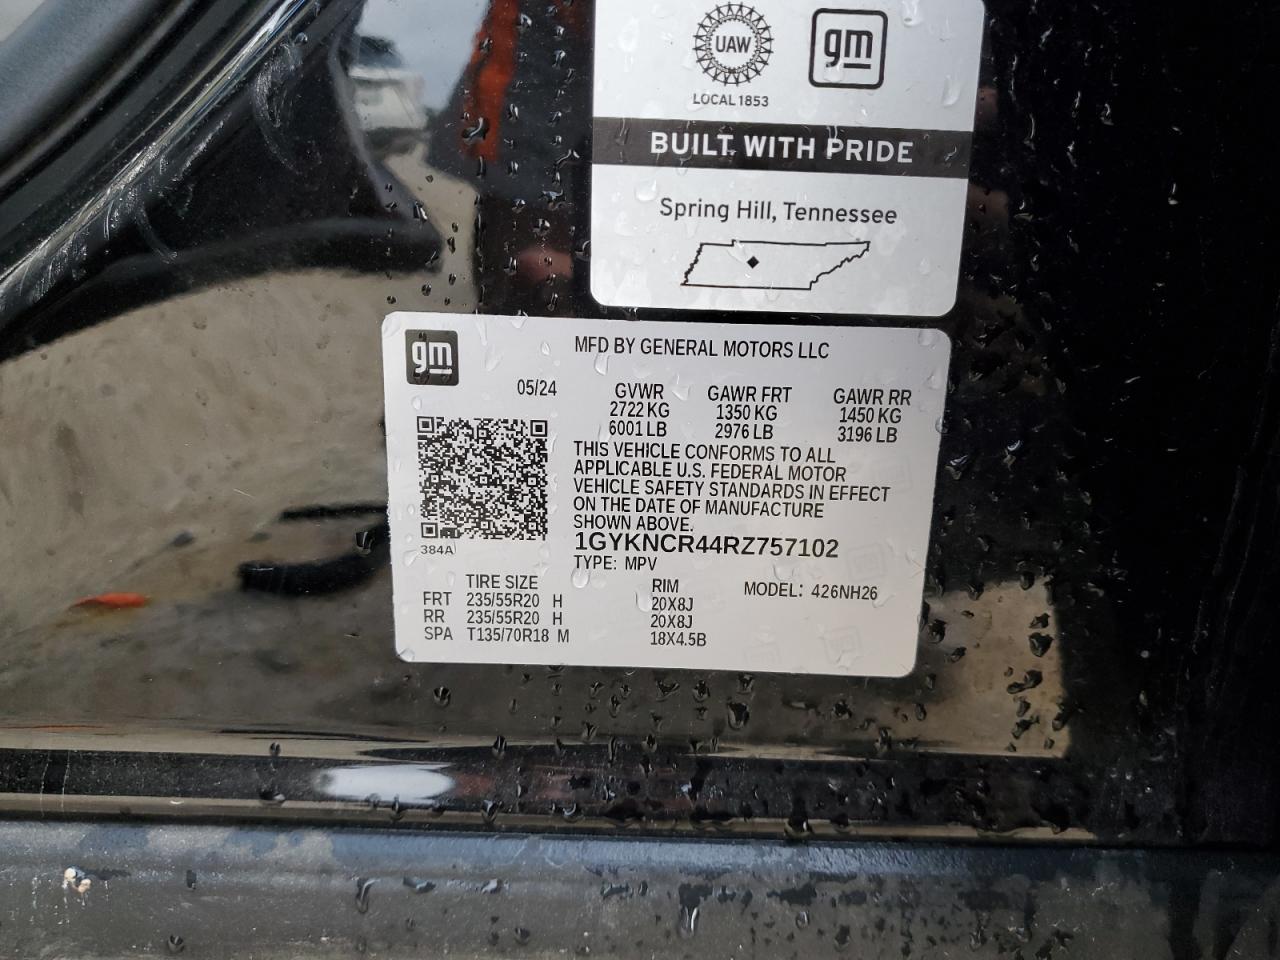 UAW
gm
LOCAL 1853
BUILT WITH PRIDE
Spring Hill, Tennessee
gm
MFD BY GENERAL MOTORS LLC
05/24
GVWR GAWR FRT GAWR RR
2722 KG 1350 KG 1450 KG
6001 LB 2976 LB 3196 LB
THIS VEHICLE CONFORMS TO ALL
APPLICABLE U.S. FEDERAL MOTOR
VEHICLE SAFETY STANDARDS IN EFFECT
ON THE DATE OF MANUFACTURE
SHOWN ABOVE.
384A
1GYKNCR44RZ757102
TYPE: MPV
TIRE SIZE RIM MODEL: 426NH26
FRT 235/55R20 H 20X8J
RR 235/55R20 H 20X8J
SPA T135/70R18 M 18X4.5B